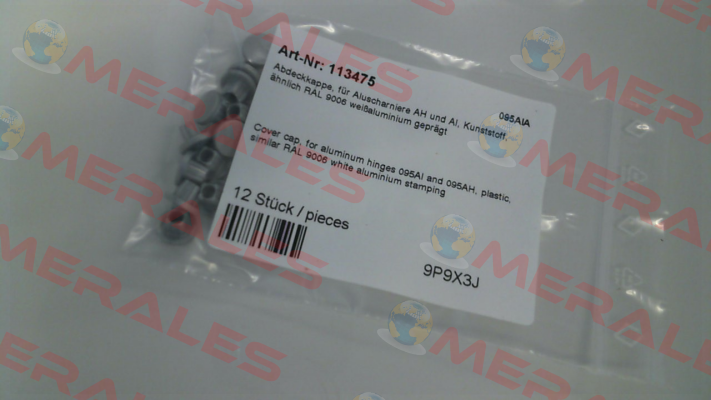 Art-Nr: 113475
095AIA
Abdeckkappe, für Aluscharniere AH und AI, Kunststoff,
ähnlich RAL 9006 weißaluminium geprägt
Cover cap, for aluminum hinges 095AI and 095AH, plastic,
similar RAL 9006 white aluminium stamping
12 Stück / pieces
9P9X3J
MERALES
MERALES
MERALES
MERALES
MERALES
MERALES